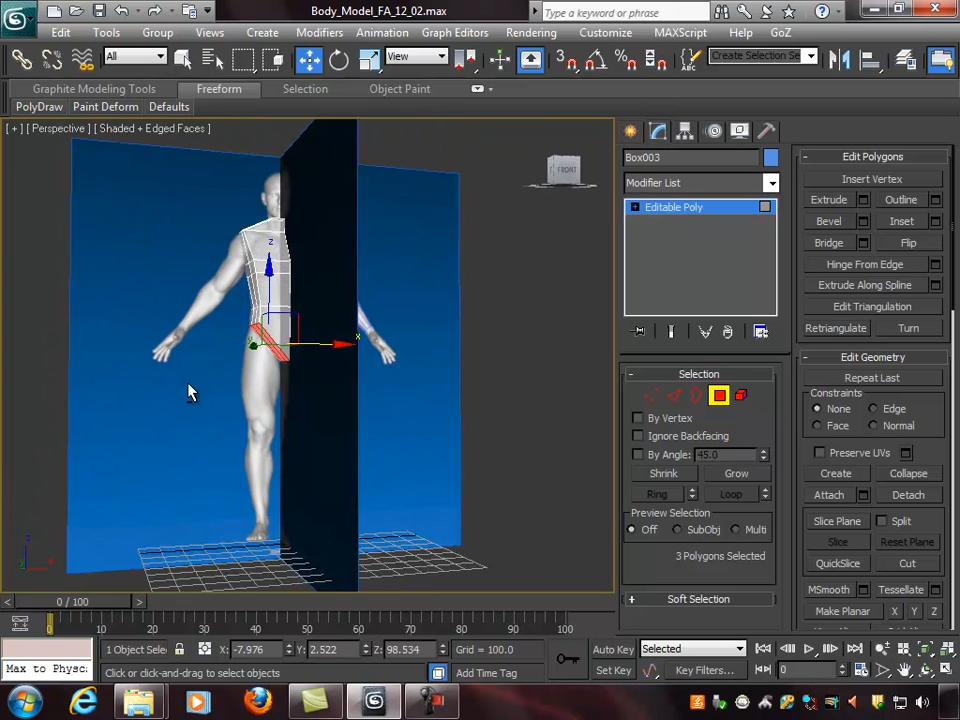 Body_Model_FA_12_02.max
Type a keyword or phrase
Edit Tools Group Views Create Modifiers Animation Graph Editors Rendering Customize MAXScript Help GoZ
All View Create Selection Se
Graphite Modeling Tools Freeform Selection Object Paint
PolyDraw Paint Deform Defaults
[ + ] [ Perspective ] [ Shaded + Edged Faces ]
FRONT
z
x
Box003
Modifier List
Editable Poly
Selection
By Vertex
Ignore Backfacing
By Angle: 45.0
Shrink Grow
Ring Loop
Preview Selection
Off SubObj Multi
3 Polygons Selected
Soft Selection
Edit Polygons
Insert Vertex
Extrude Outline
Bevel Inset
Bridge Flip
Hinge From Edge
Extrude Along Spline
Edit Triangulation
Retriangulate Turn
Edit Geometry
Repeat Last
Constraints
None Edge
Face Normal
Preserve UVs
Create Collapse
Attach Detach
Slice Plane Split
Slice Reset Plane
QuickSlice Cut
MSmooth Tessellate
Make Planar X Y Z
0 / 100
0 10 20 30 40 50 60 70 80 90 100
1 Object Sele X: -7.976 Y: 2.522 Z: 98.534 Grid = 100.0 Auto Key Selected
Max to Physc Click or click-and-drag to select objects Add Time Tag Set Key Key Filters... 0